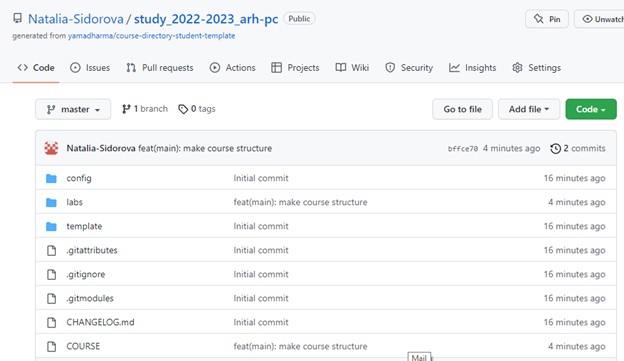 Natalia-Sidorova / study_2022-2023_arh-pc Public Pin Unwatch
generated from yamadharma/course-directory-student-template
Code Issues Pull requests Actions Projects Wiki Security Insights Settings
master 1 branch 0 tags Go to file Add file Code
Natalia-Sidorova feat(main): make course structure bffce70 4 minutes ago 2 commits
config Initial commit 16 minutes ago
labs feat(main): make course structure 4 minutes ago
template Initial commit 16 minutes ago
.gitattributes Initial commit 16 minutes ago
.gitignore Initial commit 16 minutes ago
.gitmodules Initial commit 16 minutes ago
CHANGELOG.md Initial commit 16 minutes ago
COURSE feat(main): make course structure 4 minutes ago
Mail